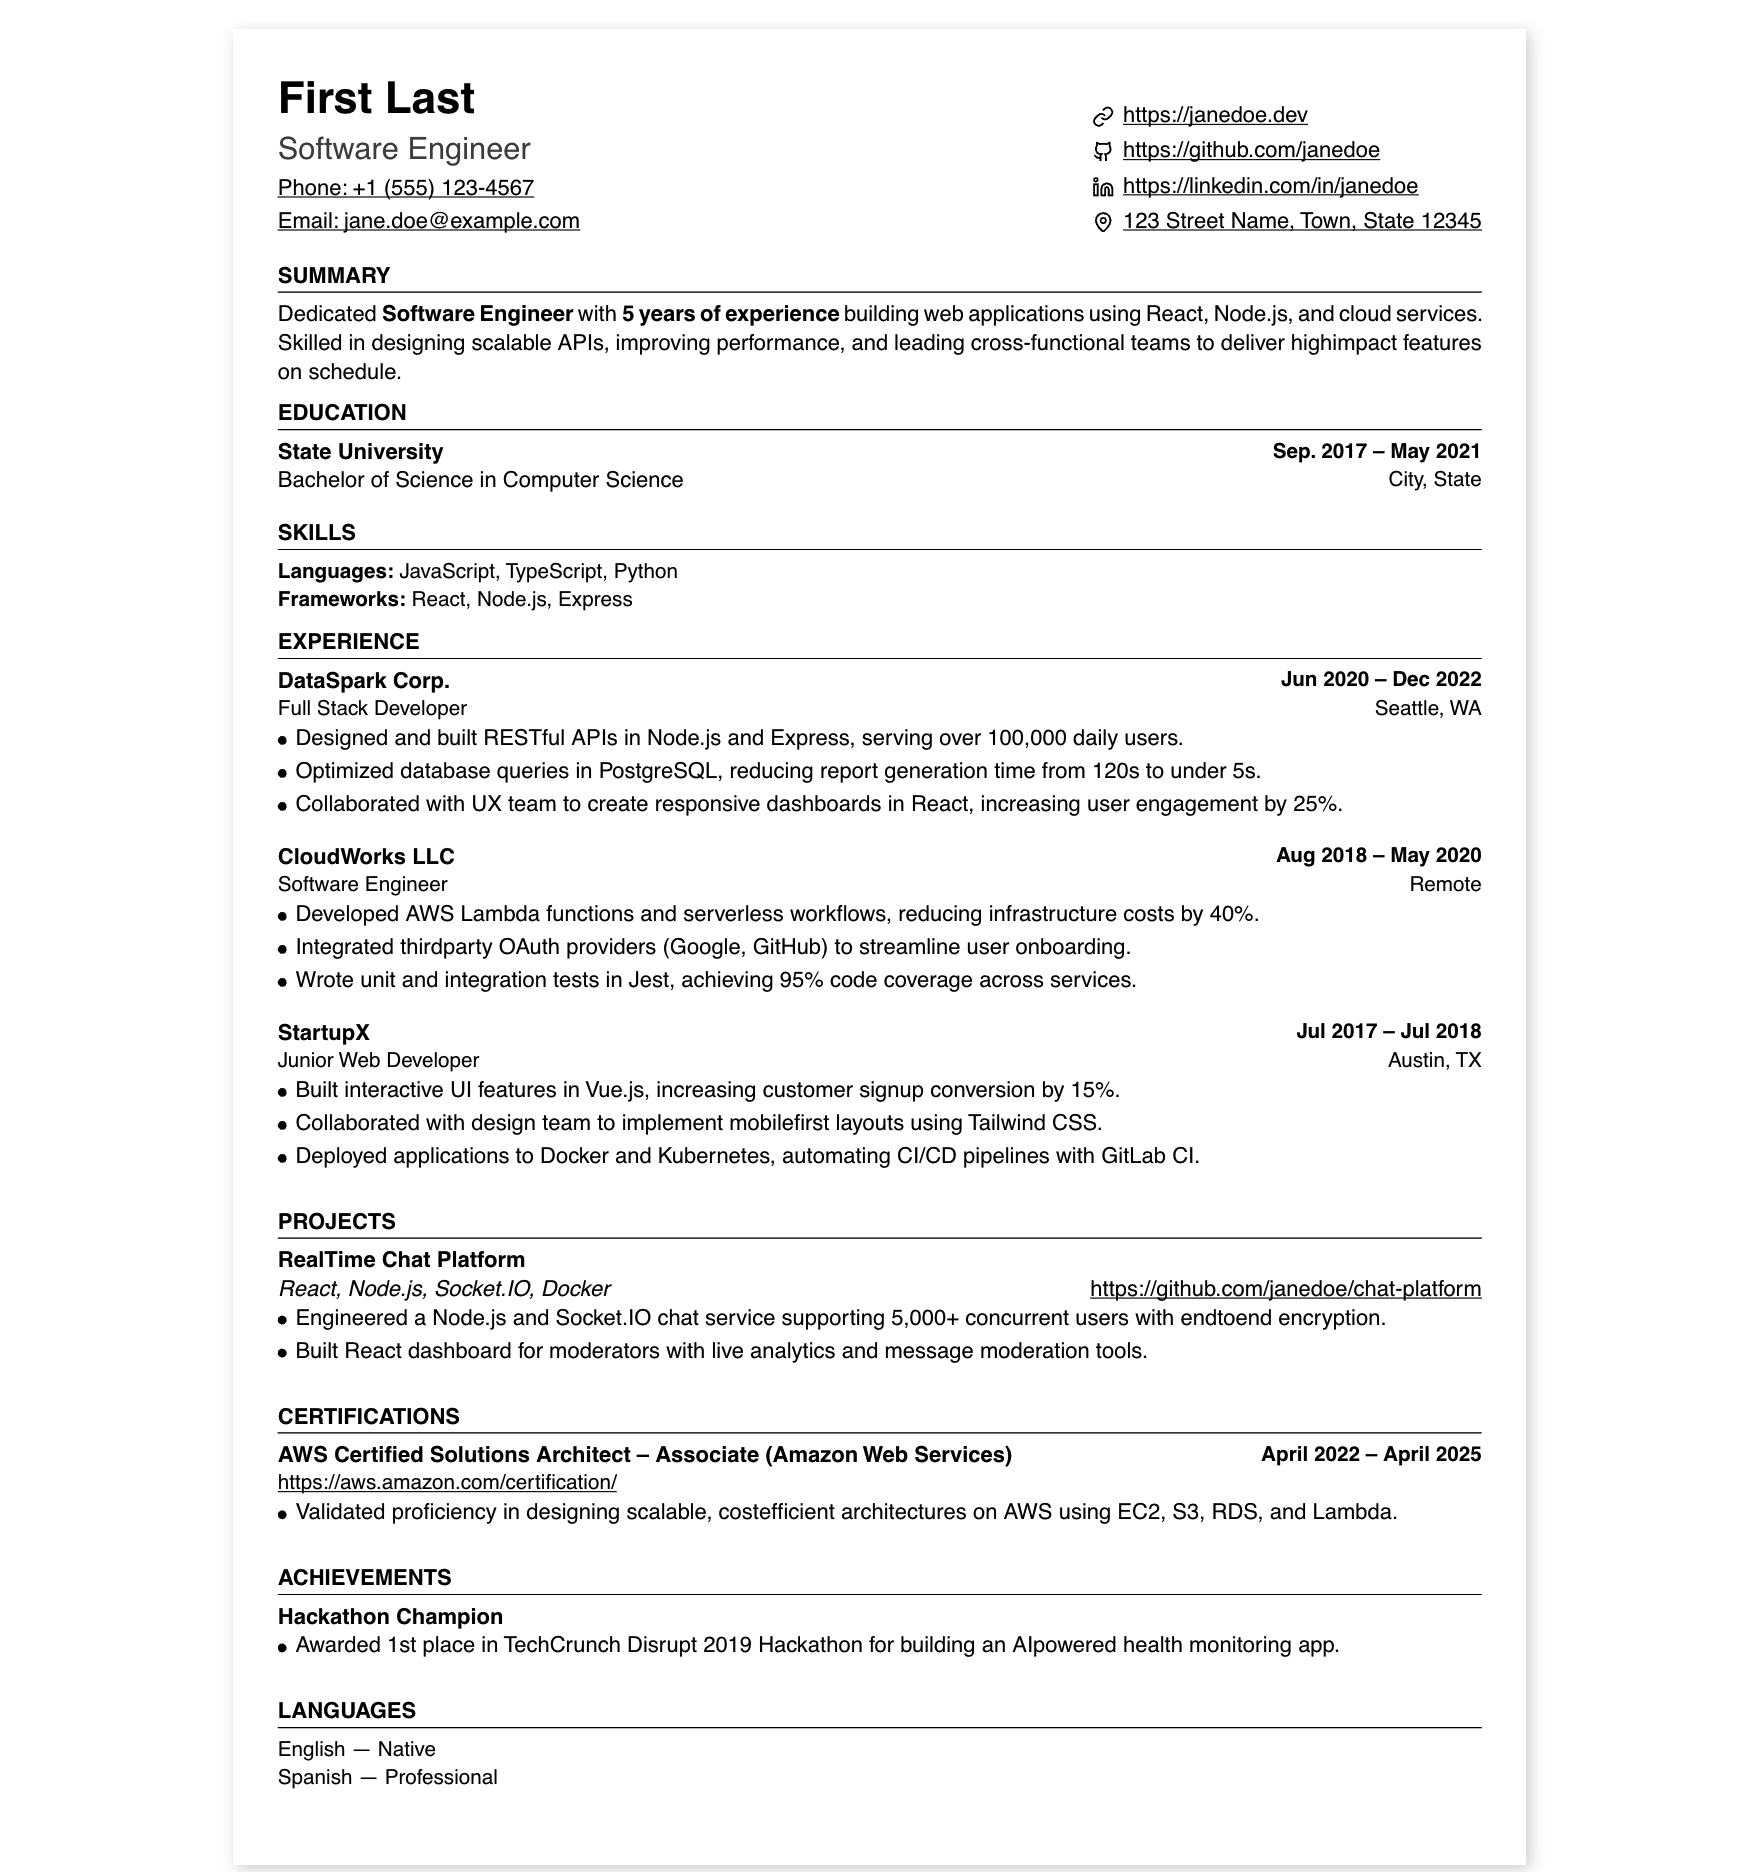 First Last
Software Engineer
Phone: +1 (555) 123-4567
Email: jane.doe@example.com
https://janedoe.dev
https://github.com/janedoe
https://linkedin.com/in/janedoe
123 Street Name, Town, State 12345
SUMMARY
Dedicated Software Engineer with 5 years of experience building web applications using React, Node.js, and cloud services.
Skilled in designing scalable APIs, improving performance, and leading cross-functional teams to deliver highimpact features
on schedule.
EDUCATION
State University Sep. 2017 – May 2021
Bachelor of Science in Computer Science City, State
SKILLS
Languages: JavaScript, TypeScript, Python
Frameworks: React, Node.js, Express
EXPERIENCE
DataSpark Corp. Jun 2020 – Dec 2022
Full Stack Developer Seattle, WA
● Designed and built RESTful APIs in Node.js and Express, serving over 100,000 daily users.
● Optimized database queries in PostgreSQL, reducing report generation time from 120s to under 5s.
● Collaborated with UX team to create responsive dashboards in React, increasing user engagement by 25%.
CloudWorks LLC Aug 2018 – May 2020
Software Engineer Remote
● Developed AWS Lambda functions and serverless workflows, reducing infrastructure costs by 40%.
● Integrated thirdparty OAuth providers (Google, GitHub) to streamline user onboarding.
● Wrote unit and integration tests in Jest, achieving 95% code coverage across services.
StartupX Jul 2017 – Jul 2018
Junior Web Developer Austin, TX
● Built interactive UI features in Vue.js, increasing customer signup conversion by 15%.
● Collaborated with design team to implement mobilefirst layouts using Tailwind CSS.
● Deployed applications to Docker and Kubernetes, automating CI/CD pipelines with GitLab CI.
PROJECTS
RealTime Chat Platform
React, Node.js, Socket.IO, Docker https://github.com/janedoe/chat-platform
● Engineered a Node.js and Socket.IO chat service supporting 5,000+ concurrent users with endtoend encryption.
● Built React dashboard for moderators with live analytics and message moderation tools.
CERTIFICATIONS
AWS Certified Solutions Architect – Associate (Amazon Web Services) April 2022 – April 2025
https://aws.amazon.com/certification/
● Validated proficiency in designing scalable, costefficient architectures on AWS using EC2, S3, RDS, and Lambda.
ACHIEVEMENTS
Hackathon Champion
● Awarded 1st place in TechCrunch Disrupt 2019 Hackathon for building an AIpowered health monitoring app.
LANGUAGES
English — Native
Spanish — Professional